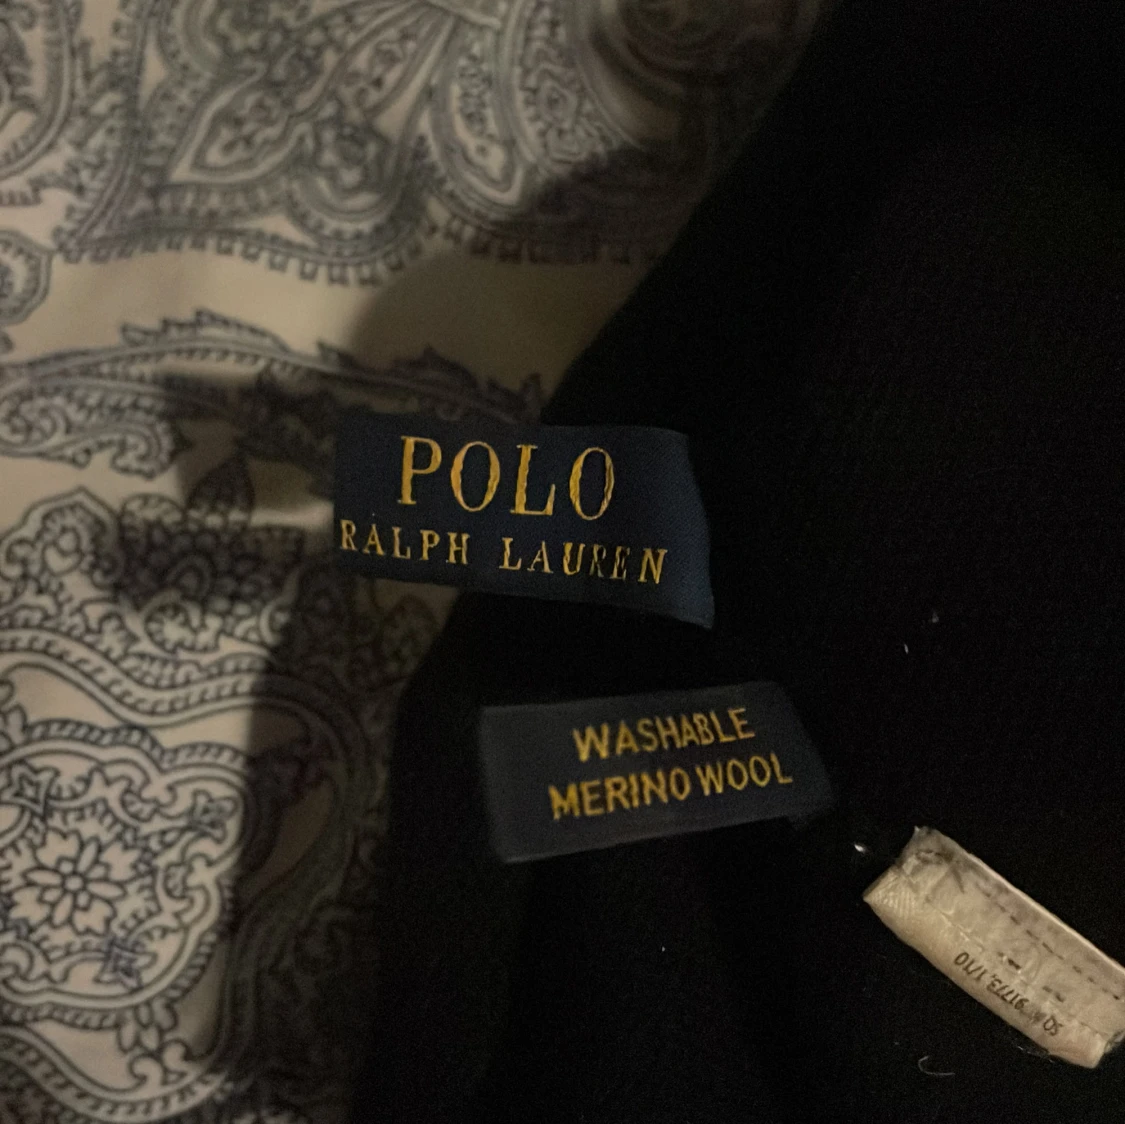 POLO
RALPH LAUREN
WASHABLE
MERINO WOOL